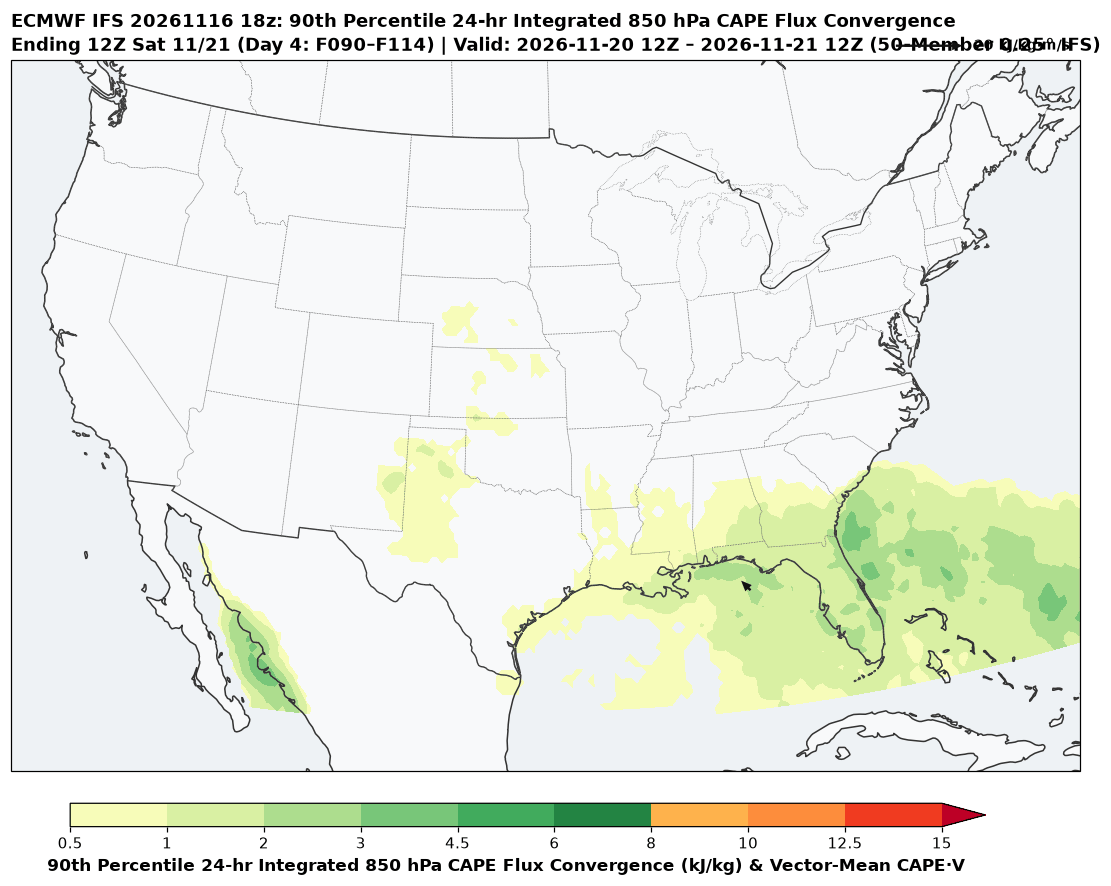 ECMWF IFS 20261116 18z: 90th Percentile 24-hr Integrated 850 hPa CAPE Flux Convergence
Ending 12Z Sat 11/21 (Day 4: F090–F114) | Valid: 2026-11-20 12Z – 2026-11-21 12Z (50-Member 0.25° IFS)
0.5 1 2 3 4.5 6 8 10 12.5 15
90th Percentile 24-hr Integrated 850 hPa CAPE Flux Convergence (kJ/kg) & Vector-Mean CAPE·V